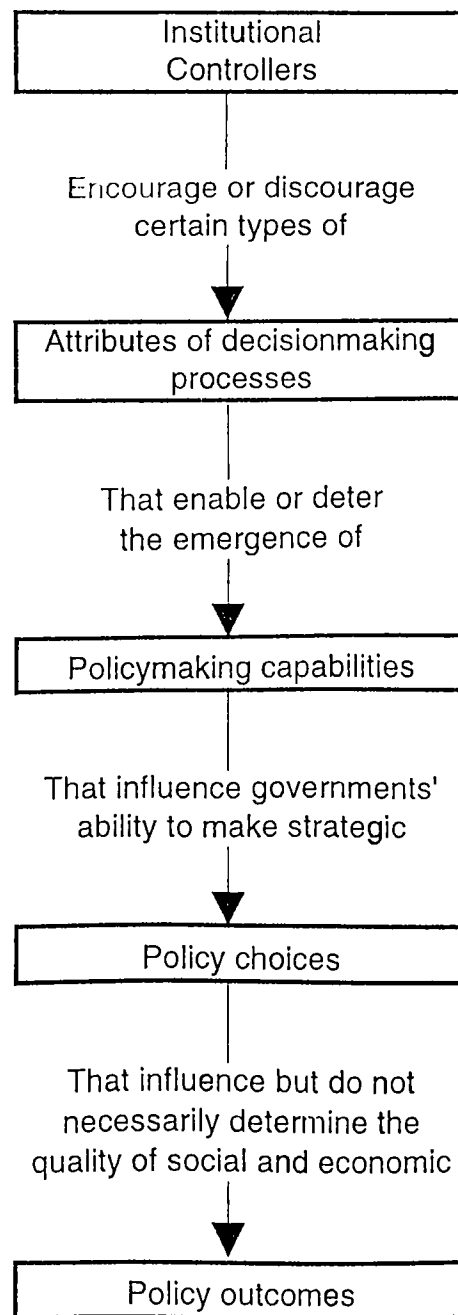 Institutional
Controllers
Encourage or discourage
certain types of
Attributes of decisionmaking
processes
That enable or deter
the emergence of
Policymaking capabilities
That influence governments'
ability to make strategic
Policy choices
That influence but do not
necessarily determine the
quality of social and economic
Policy outcomes